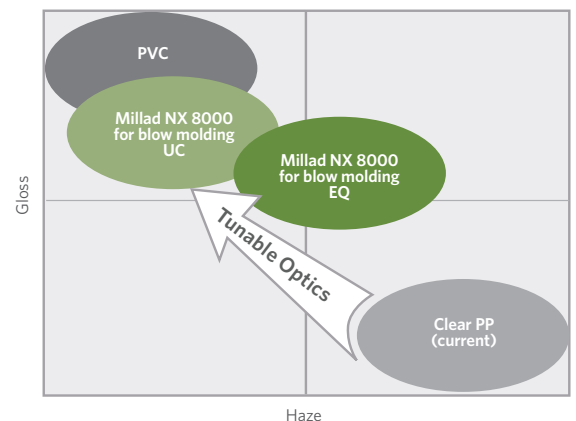 PVC
Millad NX 8000
for blow molding
UC
Millad NX 8000
for blow molding
EQ
Gloss
Tunable Optics
Clear PP
(current)
Haze